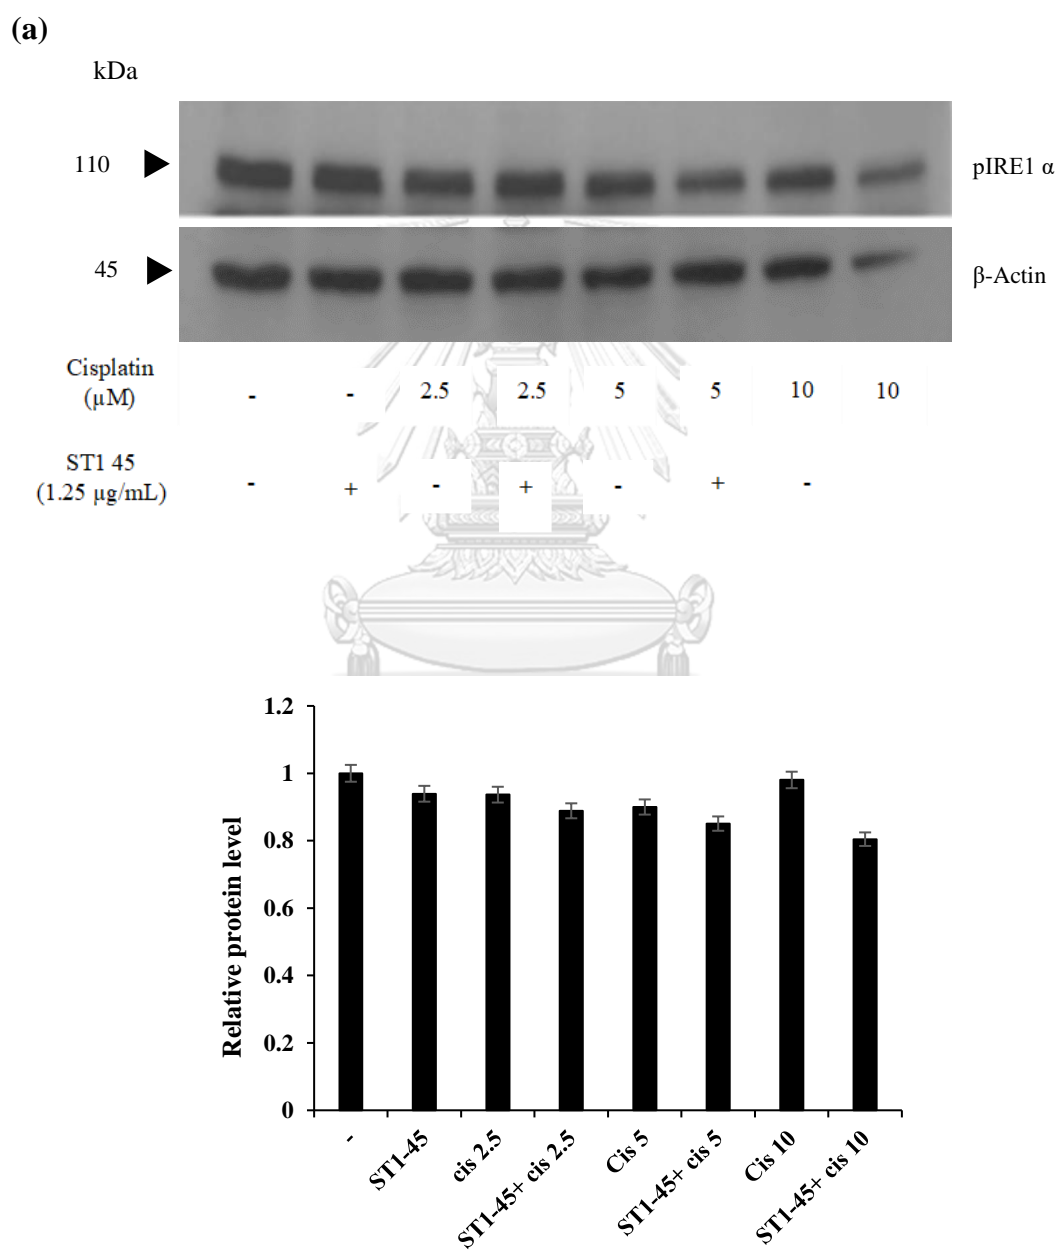 (a)
kDa
110 pIRE1 α
45 β-Actin
Cisplatin
(µM) - - 2.5 2.5 5 5 10 10
ST1 45
(1.25 µg/mL) - + - + - + -
1.2
1
0.8
0.6
0.4
0.2
0
Relative protein level
-
ST1-45
cis 2.5
ST1-45+ cis 2.5
Cis 5
ST1-45+ cis 5
Cis 10
ST1-45+ cis 10